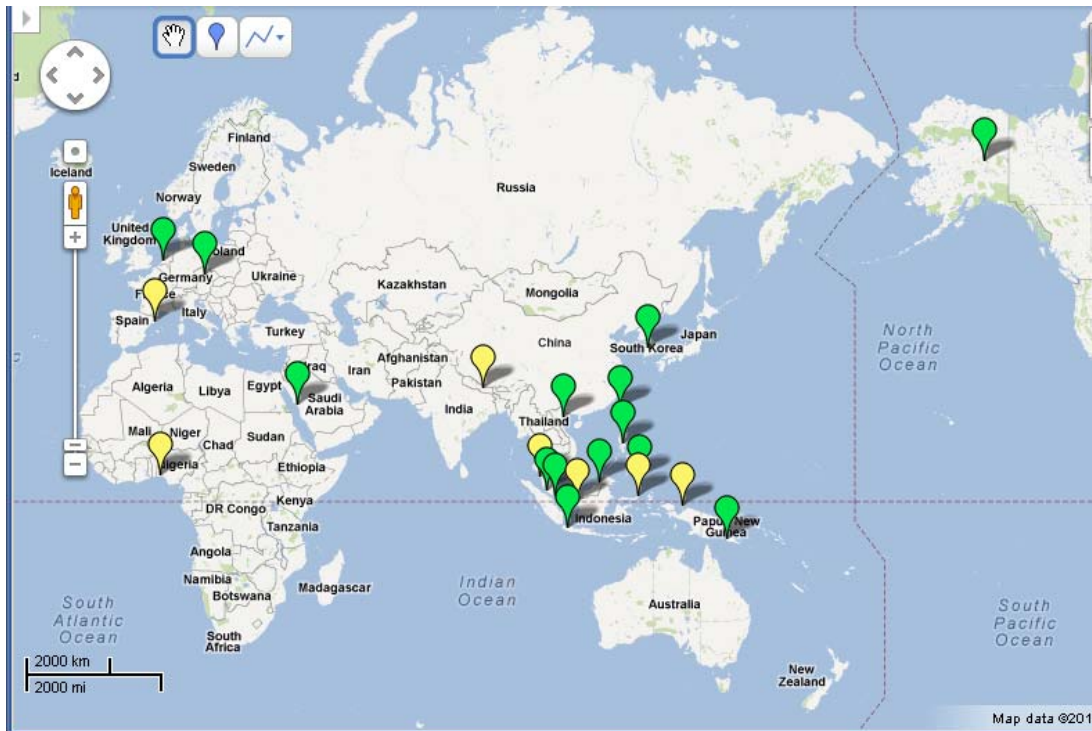 Iceland
Finland
Sweden
Norway
Russia
United
Kingdom
Germany
Ukraine
Kazakhstan
Mongolia
Spain
Italy
Turkey
China
South Korea
Japan
Afghanistan
Iran
Pakistan
Algeria
Libya
Egypt
Saudi
Arabia
India
Thailand
Mali
Niger
Chad
Sudan
Ethiopia
Kenya
DR Congo
Tanzania
Indonesia
Angola
Namibia
Botswana
Madagascar
South
Africa
Australia
New
Zealand
North
Pacific
Ocean
Indian
Ocean
South
Atlantic
Ocean
South
Pacific
Ocean
2000 km
2000 mi
Map data ©201